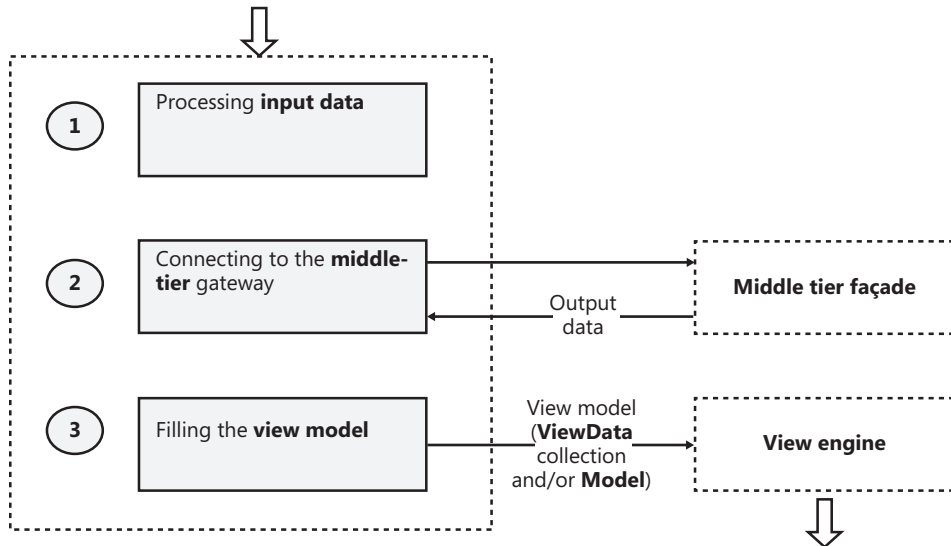 1
Processing input data
2
Connecting to the middle-
tier gateway
Middle tier façade
Output
data
3
Filling the view model
View model
(ViewData
collection
and/or Model)
View engine